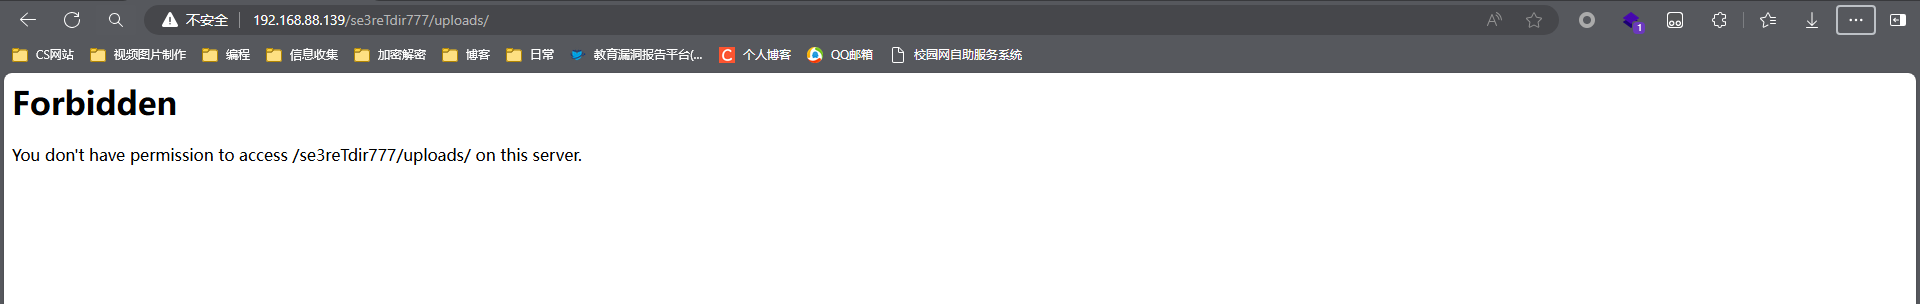 不安全 192.168.88.139/se3reTdir777/uploads/ A 1
CS网站 视频图片制作 编程 信息收集 加密解密 博客 日常 教育漏洞报告平台(... C 个人博客 QQ邮箱 校园网自助服务系统
Forbidden
You don't have permission to access /se3reTdir777/uploads/ on this server.